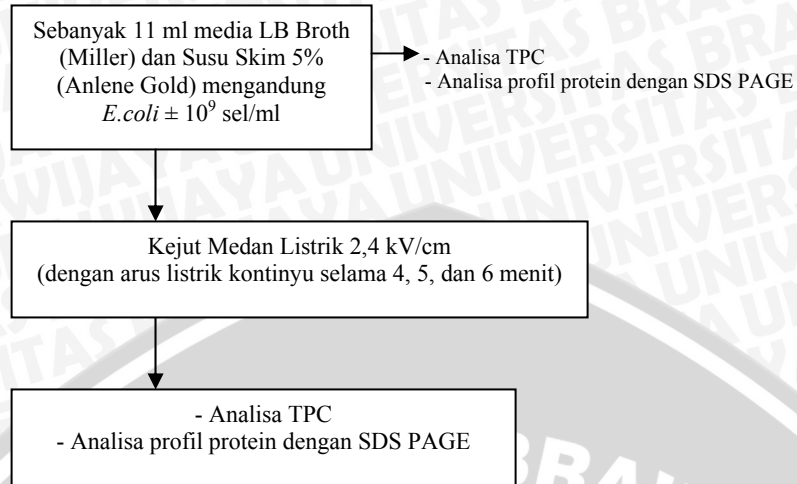 Sebanyak 11 ml media LB Broth
(Miller) dan Susu Skim 5%
(Anlene Gold) mengandung
E.coli ± 10⁹ sel/ml
- Analisa TPC
- Analisa profil protein dengan SDS PAGE
Kejut Medan Listrik 2,4 kV/cm
(dengan arus listrik kontinyu selama 4, 5, dan 6 menit)
- Analisa TPC
- Analisa profil protein dengan SDS PAGE